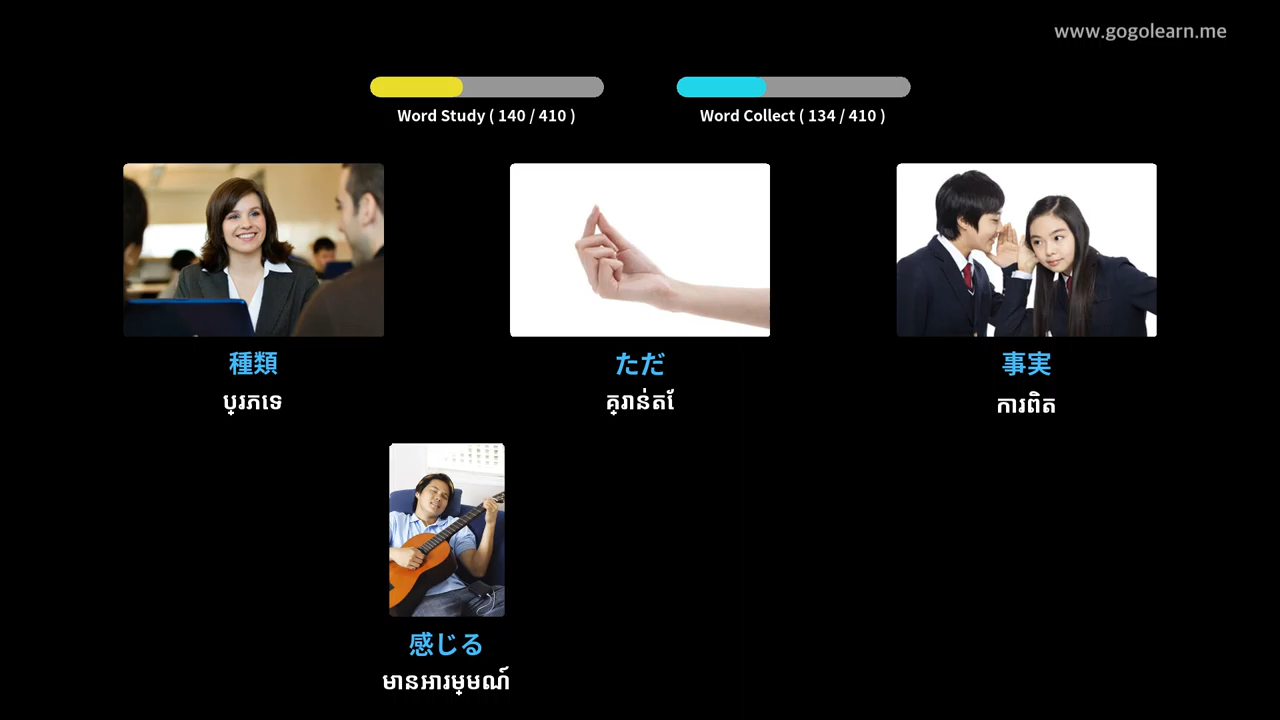 www.gogolearn.me
Word Study ( 140 / 410 )
Word Collect ( 134 / 410 )
種類
ប្រភេទ
ただ
គ្រាន់តែ
事実
ការពិត
感じる
មានអារម្មណ៍